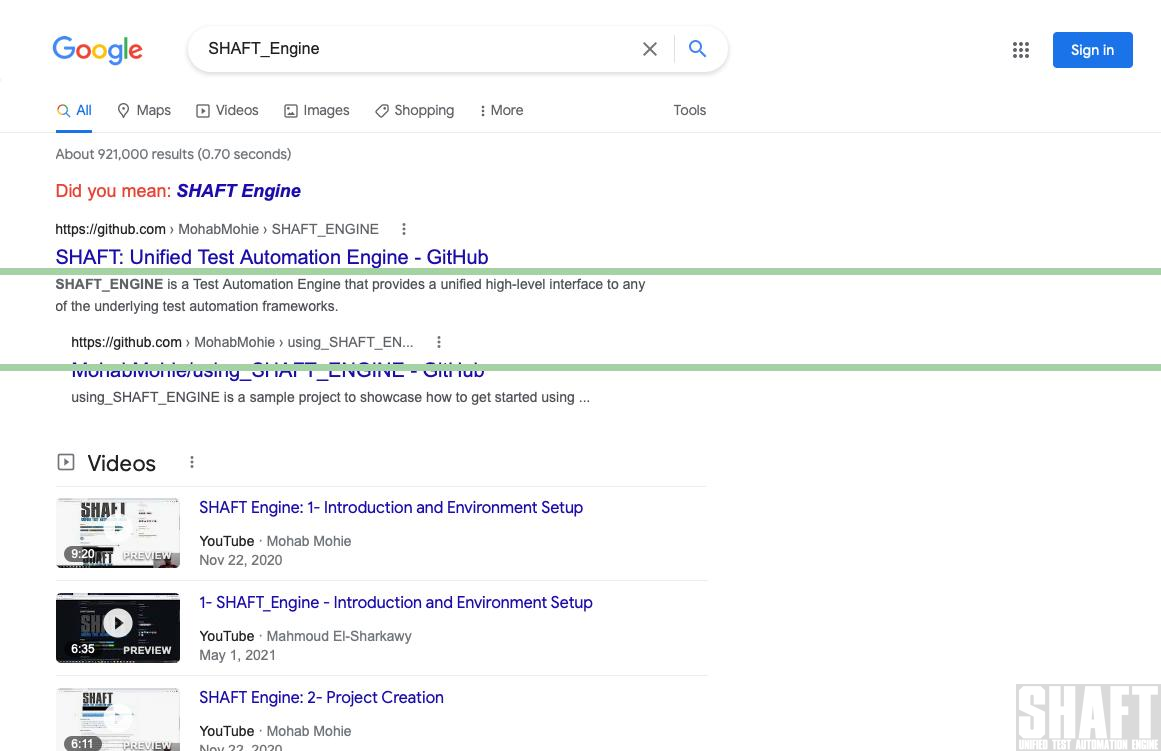 Google
SHAFT_Engine
Sign in
All
Maps
Videos
Images
Shopping
More
Tools
About 921,000 results (0.70 seconds)
Did you mean: SHAFT Engine
https://github.com › MohabMohie › SHAFT_ENGINE
SHAFT: Unified Test Automation Engine - GitHub
SHAFT_ENGINE is a Test Automation Engine that provides a unified high-level interface to any
of the underlying test automation frameworks.
https://github.com › MohabMohie › using_SHAFT_EN...
MohabMohie/using_SHAFT_ENGINE - GitHub
using_SHAFT_ENGINE is a sample project to showcase how to get started using ...
Videos
SHAFT
9:20
PREVIEW
SHAFT Engine: 1- Introduction and Environment Setup
YouTube · Mohab Mohie
Nov 22, 2020
6:35
PREVIEW
1- SHAFT_Engine - Introduction and Environment Setup
YouTube · Mahmoud El-Sharkawy
May 1, 2021
SHAFT
6:11
PREVIEW
SHAFT Engine: 2- Project Creation
YouTube · Mohab Mohie
Nov 22, 2020
SHAFT
UNIFIED TEST AUTOMATION ENGINE